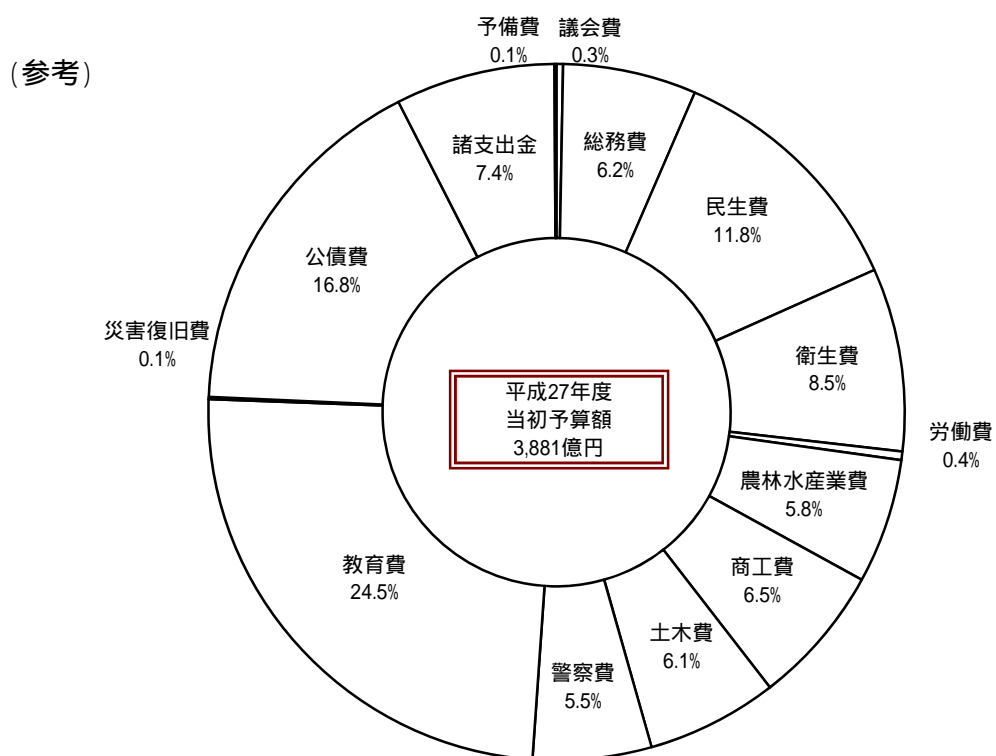 (参考)
予備費
0.1%
議会費
0.3%
総務費
6.2%
民生費
11.8%
衛生費
8.5%
労働費
0.4%
農林水産業費
5.8%
商工費
6.5%
土木費
6.1%
警察費
5.5%
教育費
24.5%
災害復旧費
0.1%
公債費
16.8%
諸支出金
7.4%
平成27年度
当初予算額
3,881億円